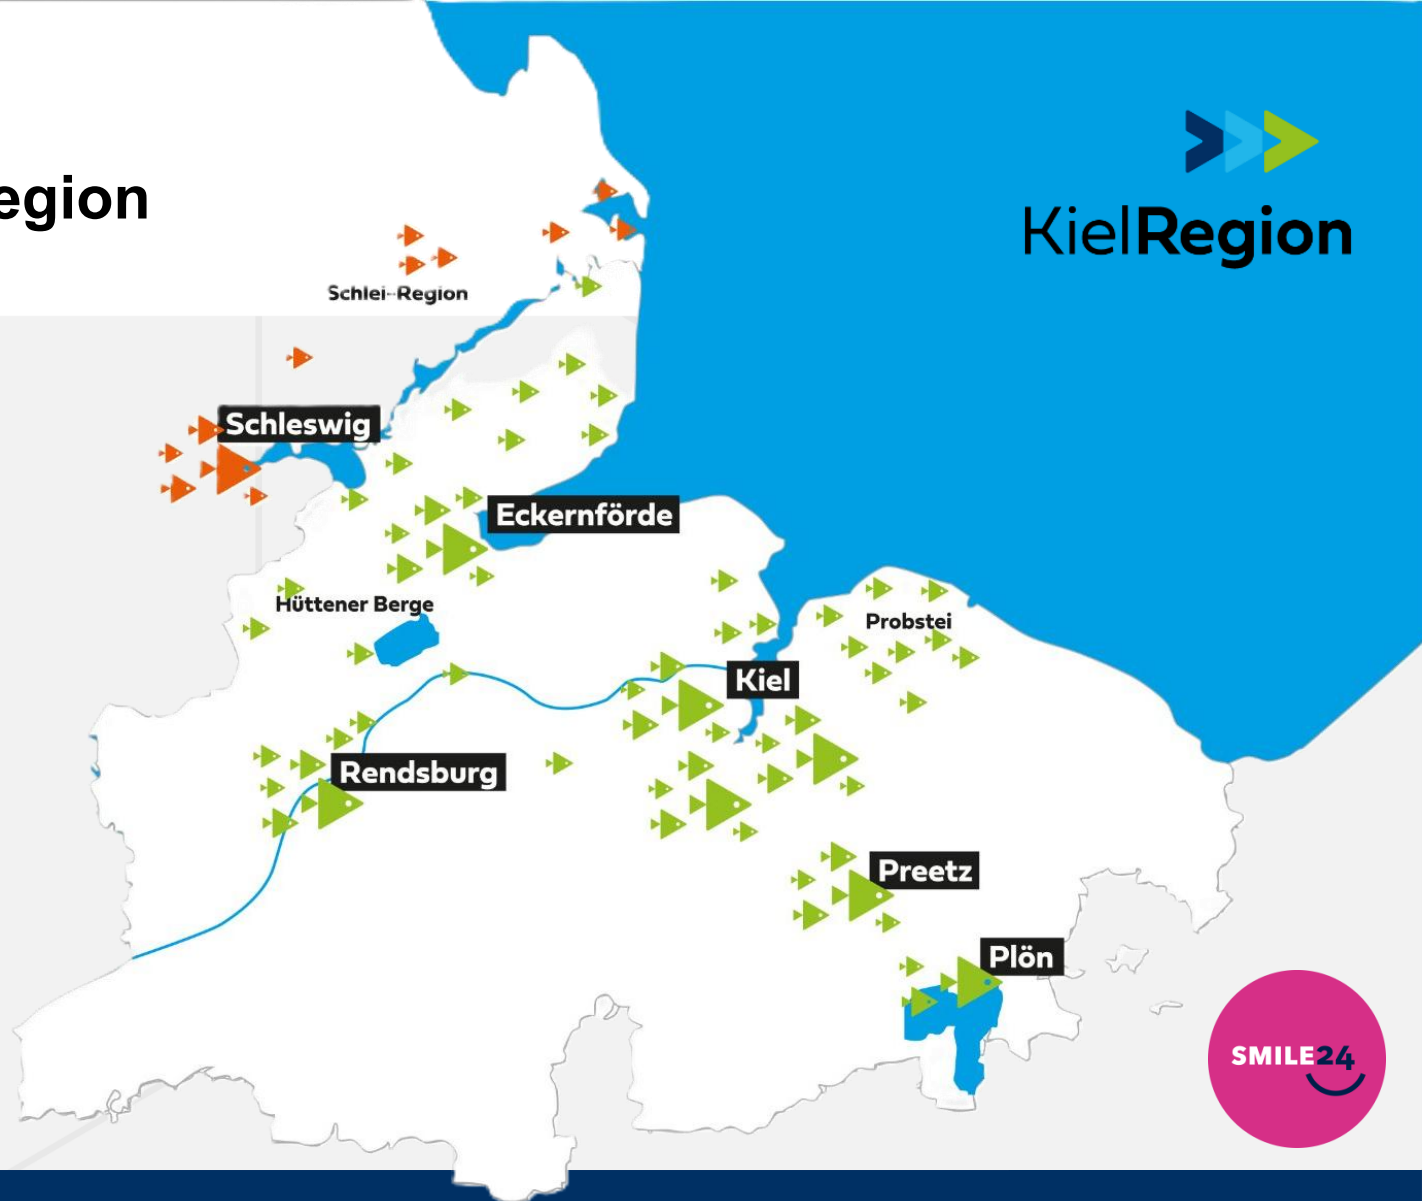 egion
KielRegion
Schlei-Region
Schleswig
Eckernförde
Hüttener Berge
Probstei
Kiel
Rendsburg
Preetz
Plön
SMILE24